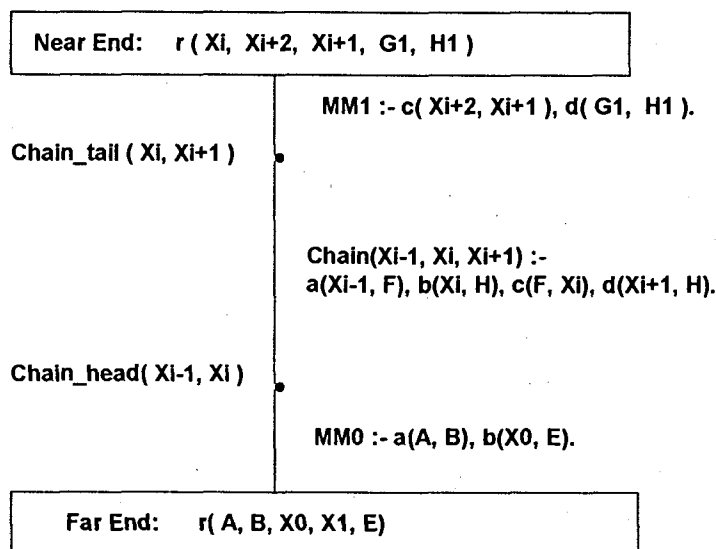 Near End: r ( Xi, Xi+2, Xi+1, G1, H1 )
MM1 :- c( Xi+2, Xi+1 ), d( G1, H1 ).
Chain_tail ( Xi, Xi+1 )
Chain(Xi-1, Xi, Xi+1) :-
a(Xi-1, F), b(Xi, H), c(F, Xi), d(Xi+1, H).
Chain_head( Xi-1, Xi )
MM0 :- a(A, B), b(X0, E).
Far End: r( A, B, X0, X1, E)